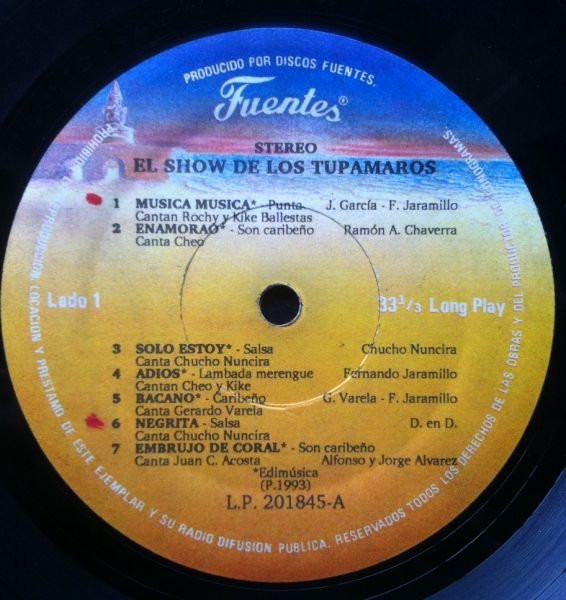 PRODUCIDO POR DISCOS FUENTES.
Fuentes®
STEREO
EL SHOW DE LOS TUPAMAROS
1 MUSICA MUSICA* - Punta J. García - F. Jaramillo
Cantan Rochy y Kike Ballestas
2 ENAMORAO* - Son caribeño Ramón A. Chaverra
Canta Cheo
Lado 1
33 1/3 Long Play
3 SOLO ESTOY* - Salsa Chucho Nuncira
Canta Chucho Nuncira
4 ADIOS* - Lambada merengue Fernando Jaramillo
Cantan Cheo y Kike
5 BACANO* - Caribeño G. Varela - F. Jaramillo
Canta Gerardo Varela
6 NEGRITA - Salsa D. en D.
Canta Chucho Nuncira
7 EMBRUJO DE CORAL* - Son caribeño
Canta Juan C. Acosta Alfonso y Jorge Alvarez
*Edimúsica
(P.1993)
L.P. 201845-A
LOCACION Y PRESTAMO DE ESTE EJEMPLAR Y SU RADIO DIFUSION PUBLICA. RESERVADOS TODOS LOS DERECHOS DE LAS OBRAS Y DEL